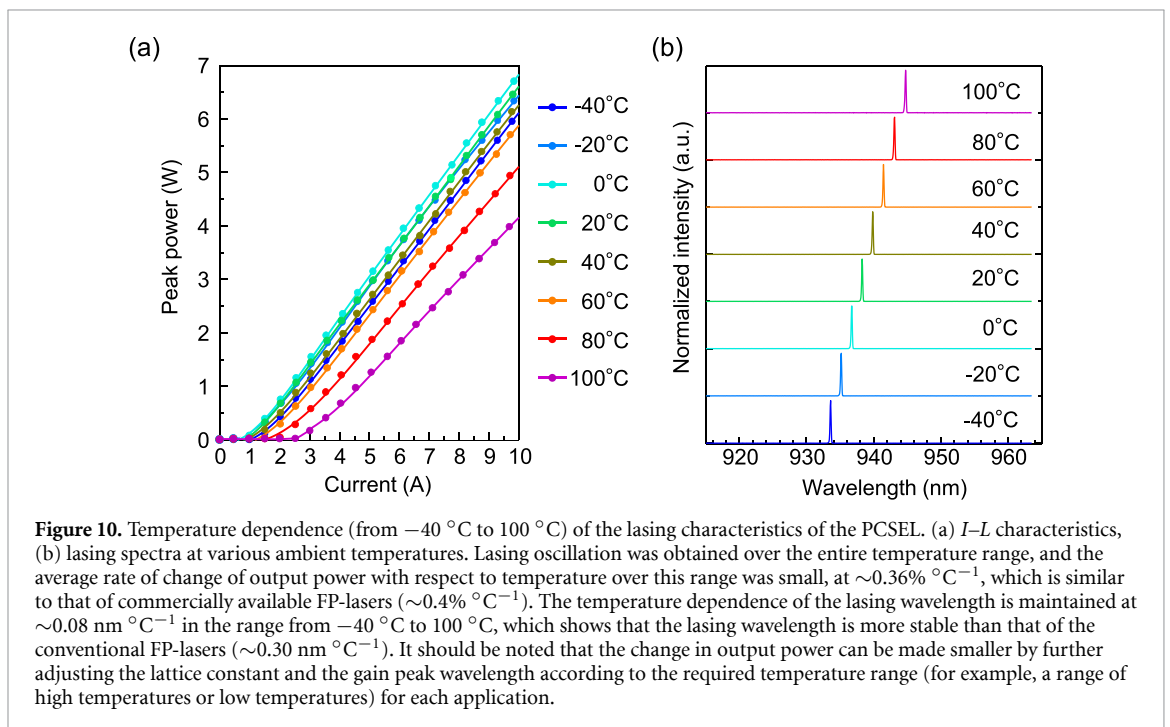 (a)
7
6
5
4
3
2
1
0
Peak power (W)
0 1 2 3 4 5 6 7 8 9 10
Current (A)
-40°C
-20°C
0°C
20°C
40°C
60°C
80°C
100°C
(b)
Normalized intensity (a.u.)
100°C
80°C
60°C
40°C
20°C
0°C
-20°C
-40°C
920 930 940 950 960
Wavelength (nm)
Figure 10. Temperature dependence (from −40 °C to 100 °C) of the lasing characteristics of the PCSEL. (a) I–L characteristics,
(b) lasing spectra at various ambient temperatures. Lasing oscillation was obtained over the entire temperature range, and the
average rate of change of output power with respect to temperature over this range was small, at ∼0.36% °C⁻¹, which is similar
to that of commercially available FP-lasers (∼0.4% °C⁻¹). The temperature dependence of the lasing wavelength is maintained at
∼0.08 nm °C⁻¹ in the range from −40 °C to 100 °C, which shows that the lasing wavelength is more stable than that of the
conventional FP-lasers (∼0.30 nm °C⁻¹). It should be noted that the change in output power can be made smaller by further
adjusting the lattice constant and the gain peak wavelength according to the required temperature range (for example, a range of
high temperatures or low temperatures) for each application.